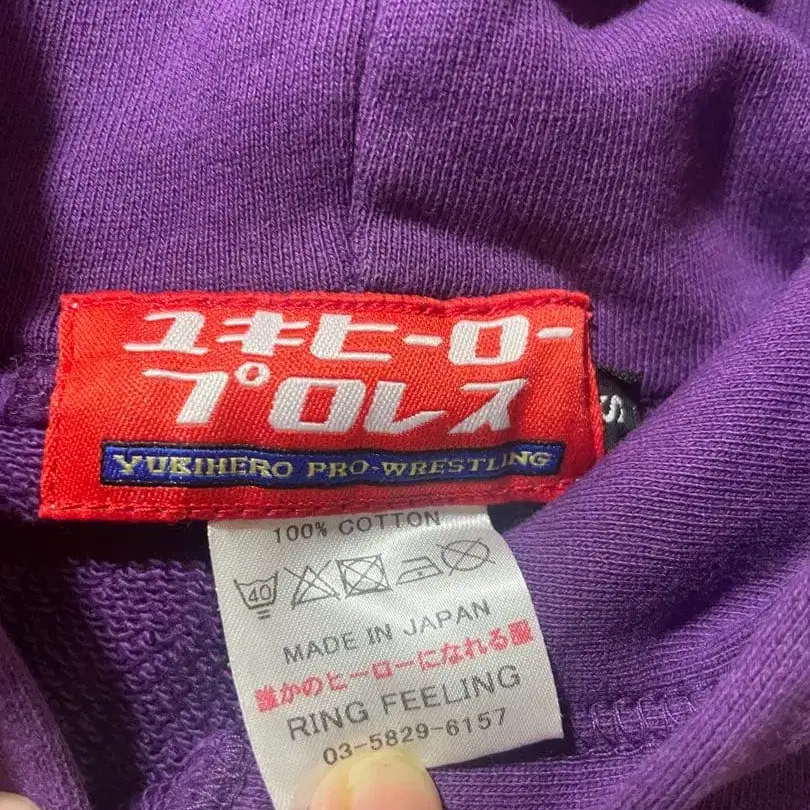 ユキヒーロー
プロレス
YUKIHERO PRO-WRESTLING
S
100% COTTON
40
MADE IN JAPAN
誰かのヒーローになれる服
RING FEELING
03-5829-6157